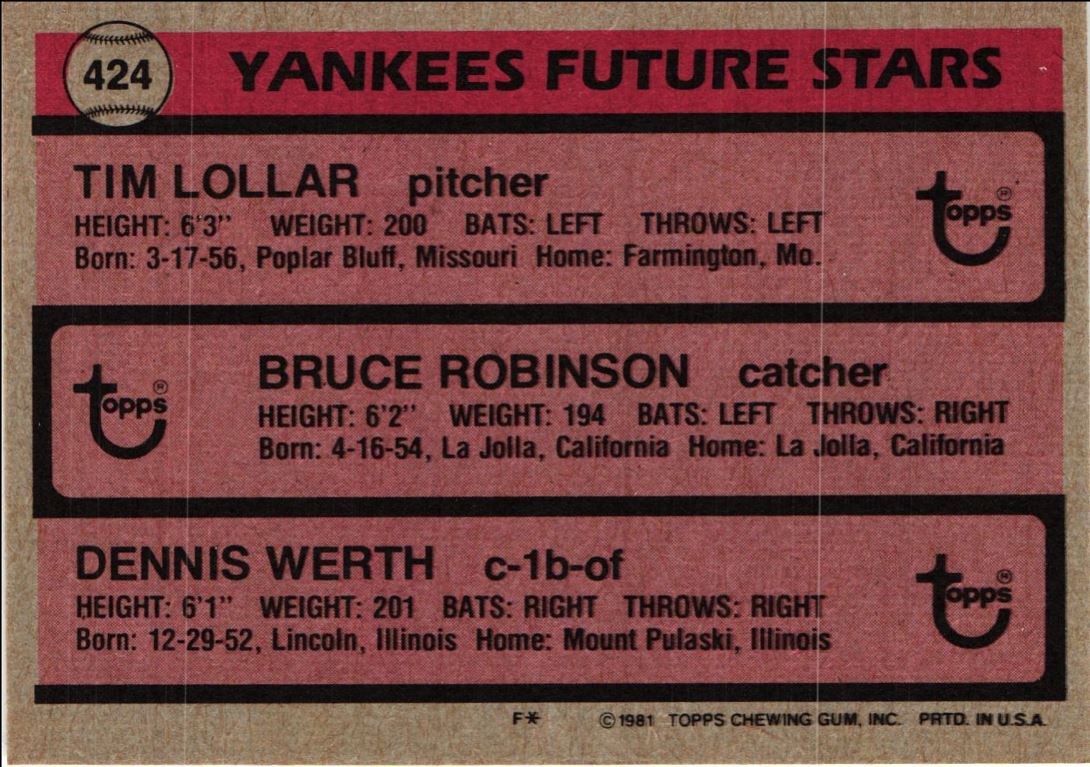 424
YANKEES FUTURE STARS
TIM LOLLAR pitcher
HEIGHT: 6'3" WEIGHT: 200 BATS: LEFT THROWS: LEFT
Born: 3-17-56, Poplar Bluff, Missouri Home: Farmington, Mo.
topps®
topps®
BRUCE ROBINSON catcher
HEIGHT: 6'2" WEIGHT: 194 BATS: LEFT THROWS: RIGHT
Born: 4-16-54, La Jolla, California Home: La Jolla, California
DENNIS WERTH c-1b-of
HEIGHT: 6'1" WEIGHT: 201 BATS: RIGHT THROWS: RIGHT
Born: 12-29-52, Lincoln, Illinois Home: Mount Pulaski, Illinois
topps®
F* ©1981 TOPPS CHEWING GUM, INC. PRTD. IN U.S.A.